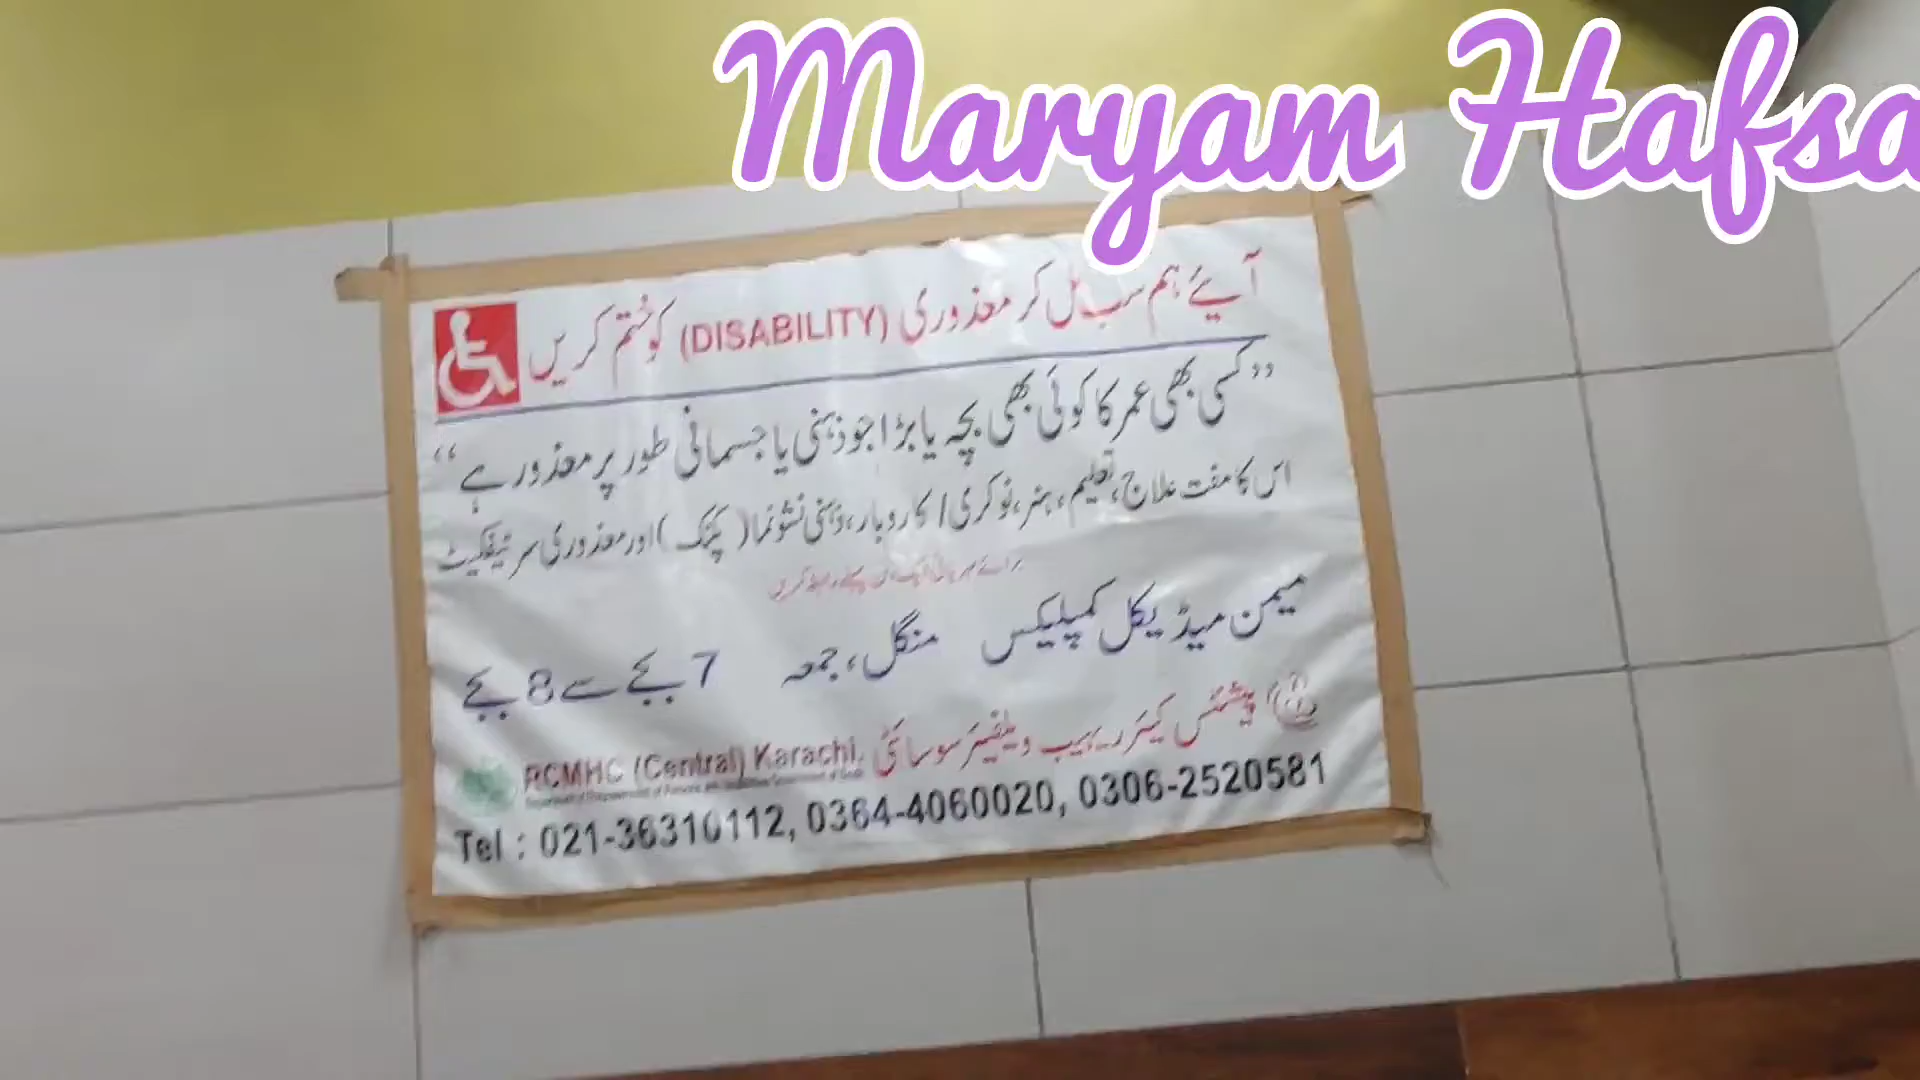 Maryam Hafsa
آیئے ہم سب مل کر معذوری (DISABILITY) کو ختم کریں
”کسی بھی عمر کا کوئی بھی بچہ یا بڑا جو ذہنی یا جسمانی طور پر معذور ہے“
اس کا مفت علاج، تعلیم، ہنر، نوکری / کاروبار، ذہنی نشونما ( پکنک ) اور معذوری سرٹیفکیٹ
میمن میڈیکل کمپلیکس منگل، جمعہ 7 بجے سے 8 بجے
پیشنٹس کیئر ریہیب ویلفیئر سوسائٹی
RCMHC (Central) Karachi.
Tel : 021-36310112, 0364-4060020, 0306-2520581